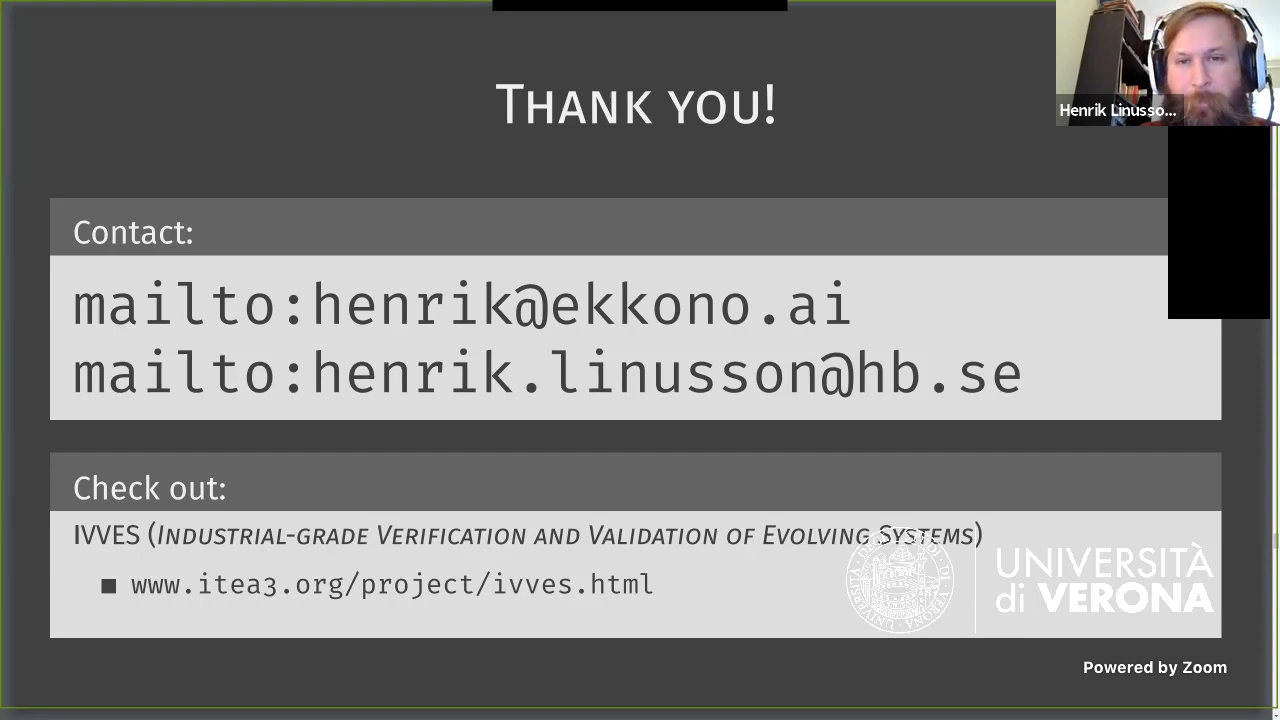 THANK YOU!
Henrik Linusso...
Contact:
mailto:henrik@ekkono.ai
mailto:henrik.linusson@hb.se
Check out:
IVVES (INDUSTRIAL-GRADE VERIFICATION AND VALIDATION OF EVOLVING SYSTEMS)
■ www.itea3.org/project/ivves.html
UNIVERSITÀ
di VERONA
Powered by Zoom